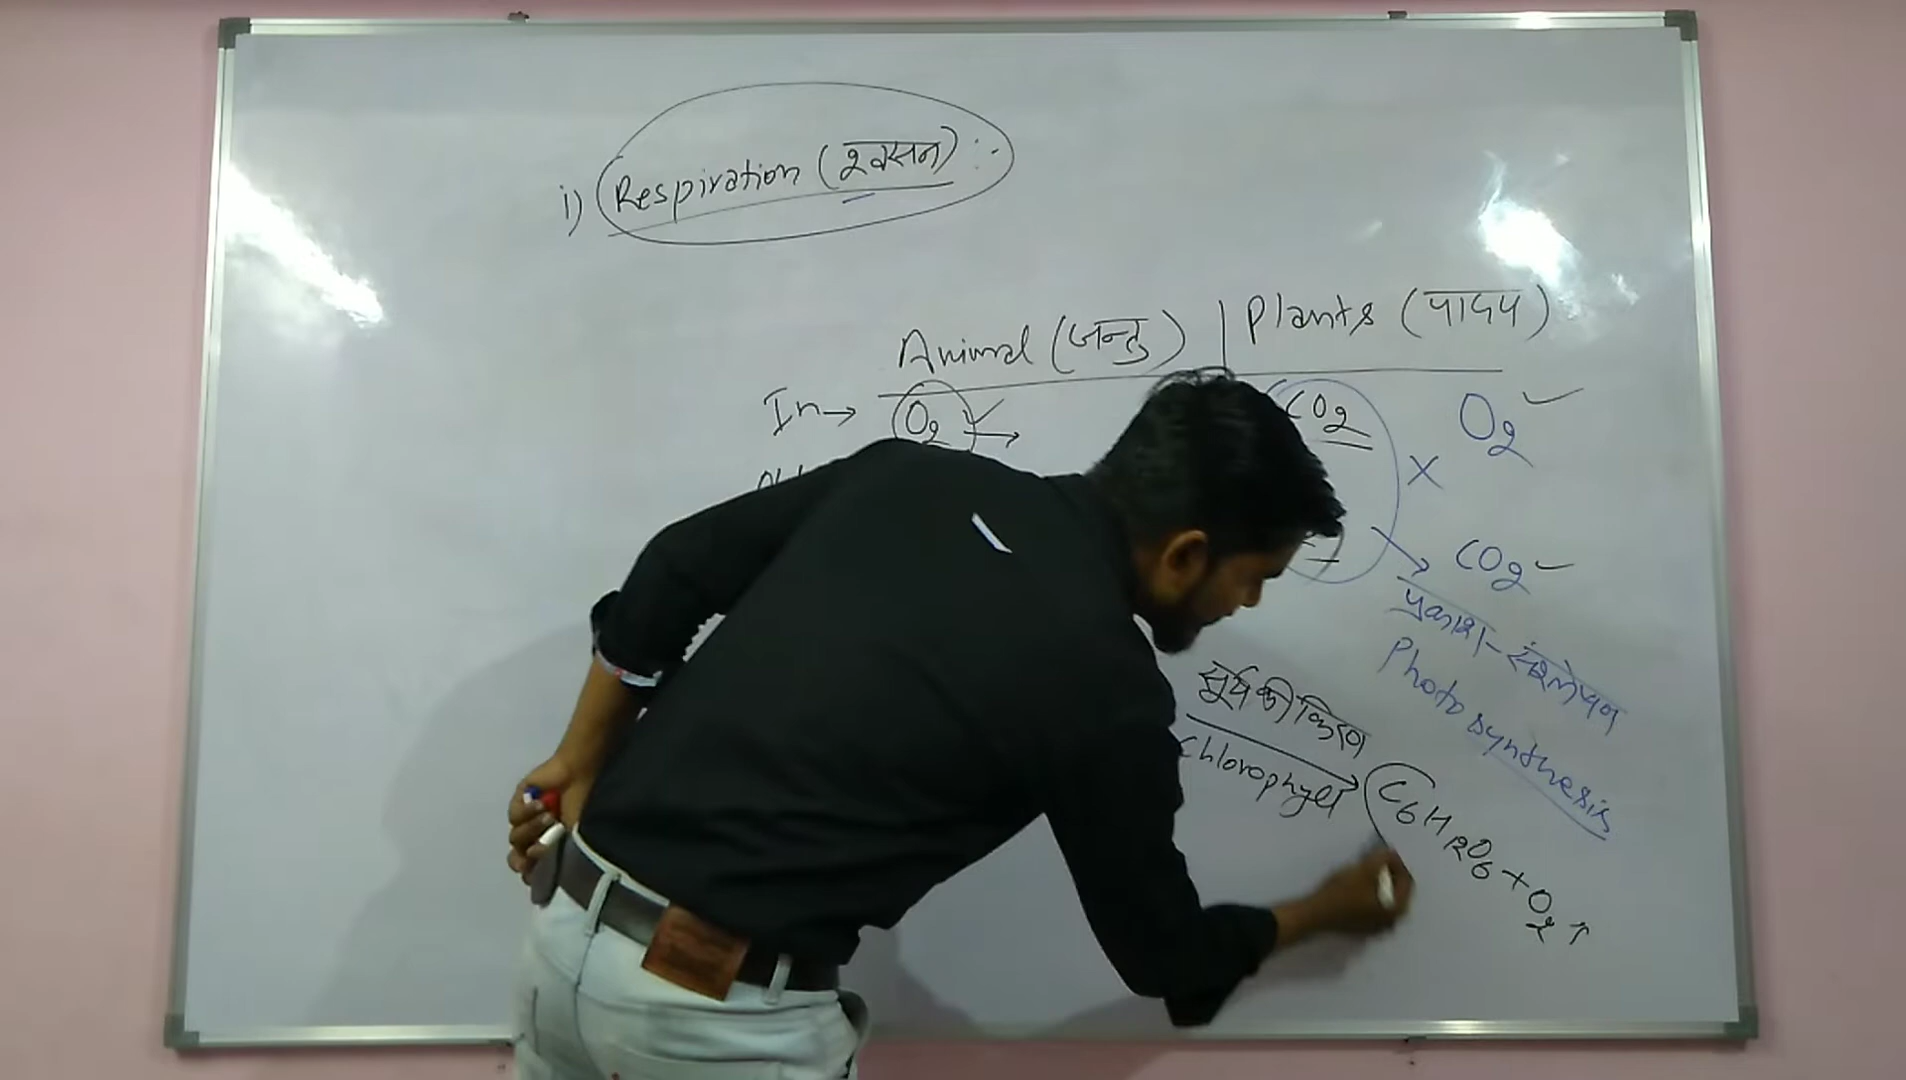 i) Respiration (श्वसन) :-
Animal (जन्तु) | Plants (पादप)
In → O2 ✓ → CO2 × O2 ✓
CO2 ✓
प्रकाश-संश्लेषण
Photosynthesis
सूर्य की किरण
chlorophyll
C6H12O6 + O2 ↑